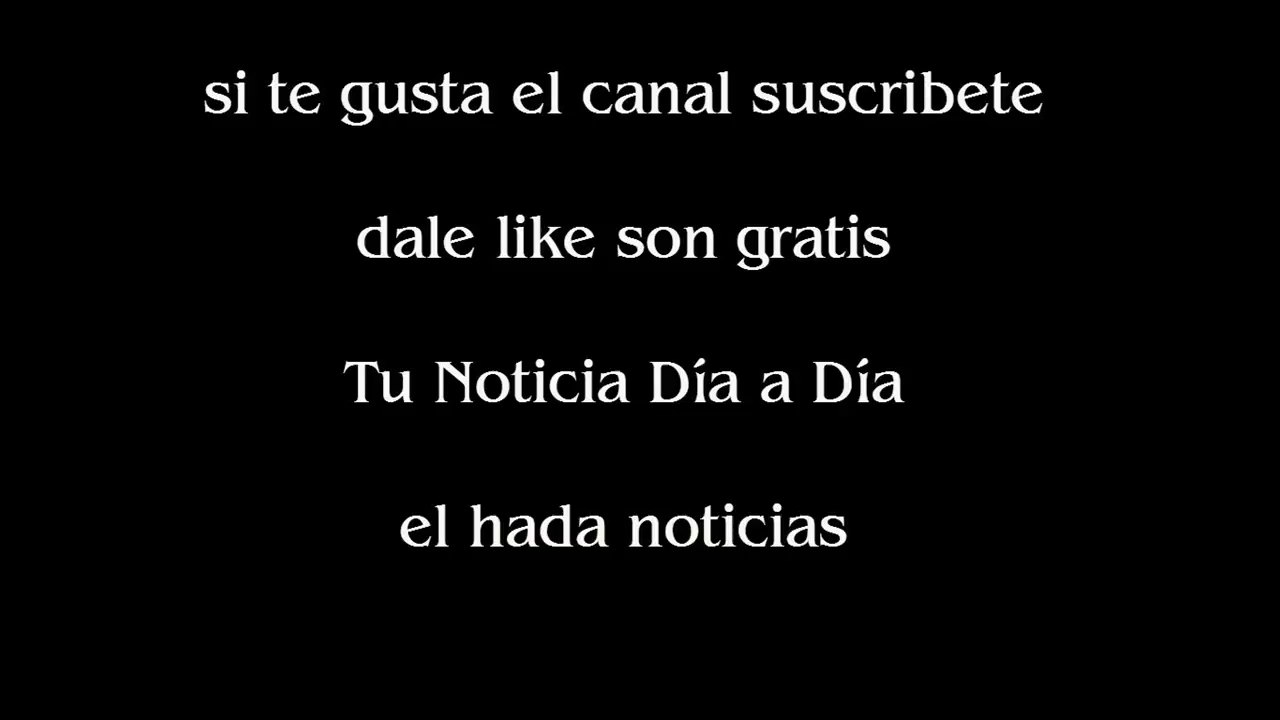 si te gusta el canal suscribete
dale like son gratis
Tu Noticia Día a Día
el hada noticias